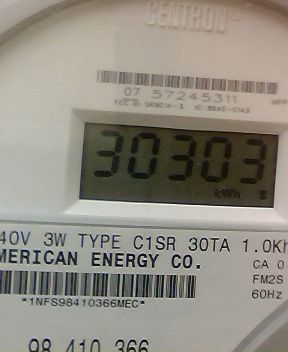 CENTRON®
07 57245311
30303
kWh
40V 3W TYPE C1SR 30TA 1.0Kh
MERICAN ENERGY CO.
CA 0
FM2S
60Hz
*1NFS98410366MEC*
98 410 366